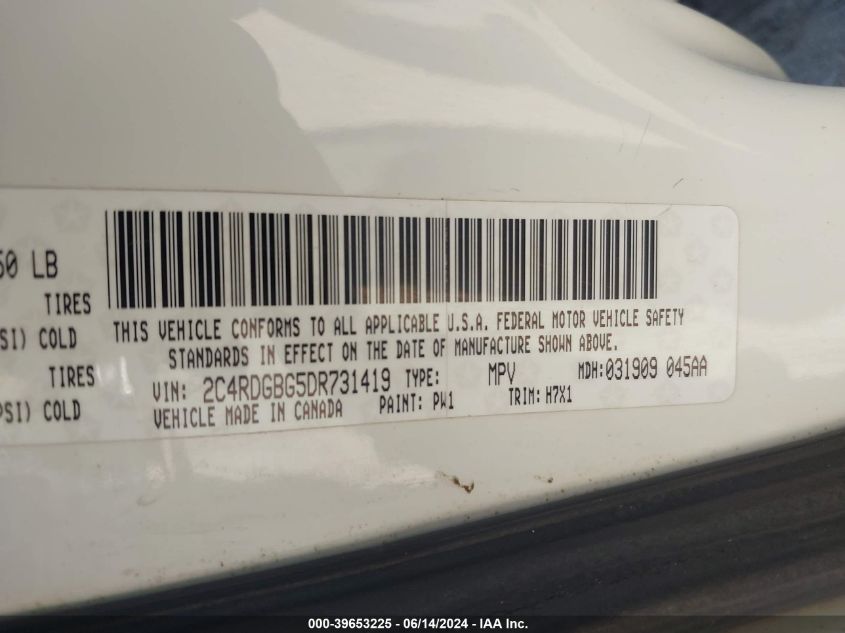 50 LB
TIRES
SI) COLD
TIRES
PSI) COLD
THIS VEHICLE CONFORMS TO ALL APPLICABLE U.S.A. FEDERAL MOTOR VEHICLE SAFETY
STANDARDS IN EFFECT ON THE DATE OF MANUFACTURE SHOWN ABOVE.
VIN: 2C4RDGBG5DR731419 TYPE: MPV MDH:031909 045AA
VEHICLE MADE IN CANADA PAINT: PW1 TRIM: H7X1
000-39653225 - 06/14/2024 - IAA Inc.